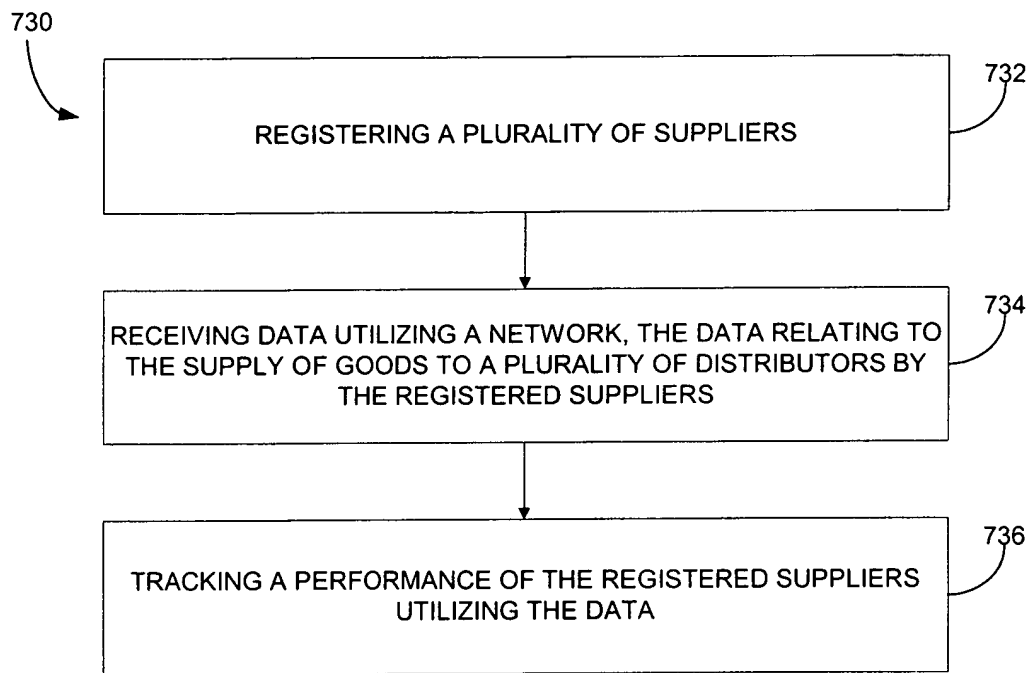 730
732
REGISTERING A PLURALITY OF SUPPLIERS
734
RECEIVING DATA UTILIZING A NETWORK, THE DATA RELATING TO
THE SUPPLY OF GOODS TO A PLURALITY OF DISTRIBUTORS BY
THE REGISTERED SUPPLIERS
736
TRACKING A PERFORMANCE OF THE REGISTERED SUPPLIERS
UTILIZING THE DATA